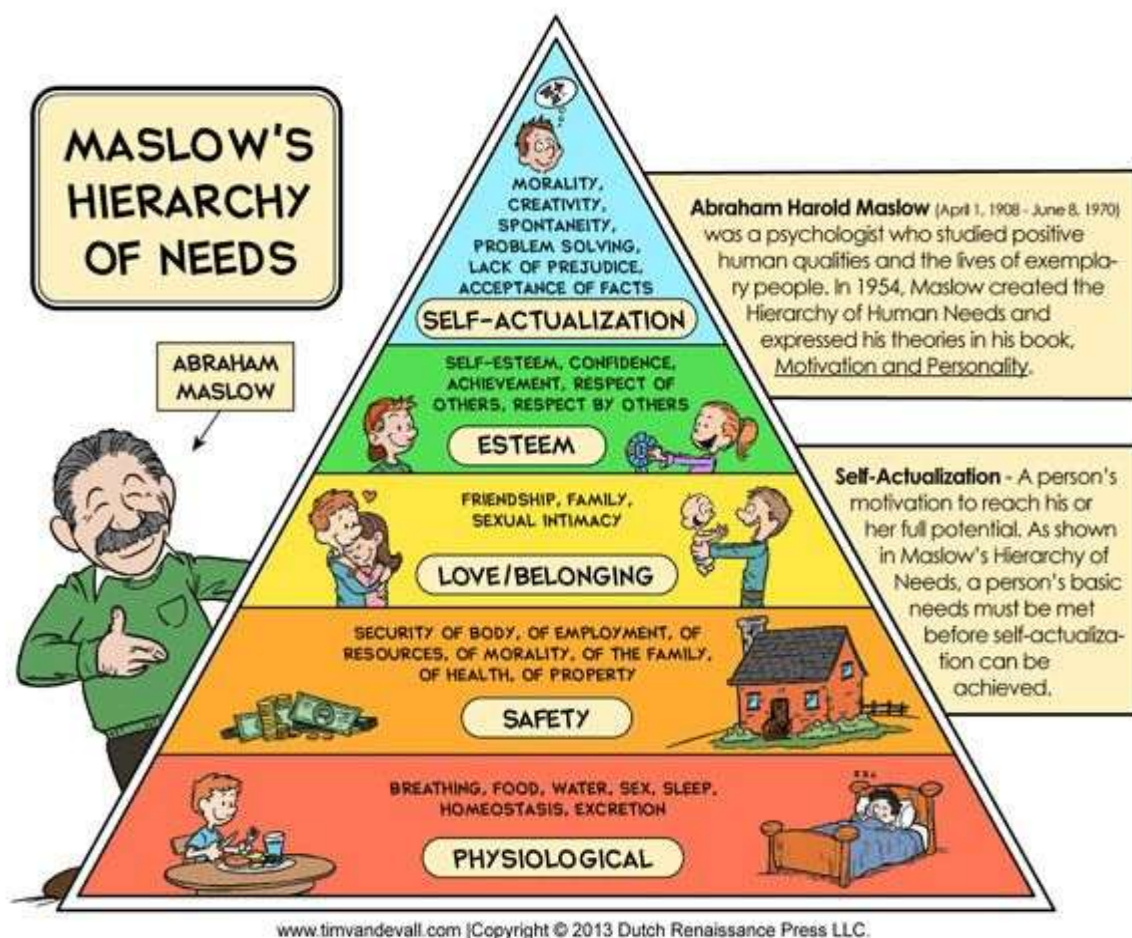 MASLOW'S
HIERARCHY
OF NEEDS
ABRAHAM
MASLOW
MORALITY,
CREATIVITY,
SPONTANEITY,
PROBLEM SOLVING,
LACK OF PREJUDICE,
ACCEPTANCE OF FACTS
SELF-ACTUALIZATION
SELF-ESTEEM, CONFIDENCE,
ACHIEVEMENT, RESPECT OF
OTHERS, RESPECT BY OTHERS
ESTEEM
FRIENDSHIP, FAMILY,
SEXUAL INTIMACY
LOVE/BELONGING
SECURITY OF BODY, OF EMPLOYMENT, OF
RESOURCES, OF MORALITY, OF THE FAMILY,
OF HEALTH, OF PROPERTY
SAFETY
BREATHING, FOOD, WATER, SEX, SLEEP,
HOMEOSTASIS, EXCRETION
PHYSIOLOGICAL
Abraham Harold Maslow (April 1, 1908 - June 8, 1970)
was a psychologist who studied positive
human qualities and the lives of exempla-
ry people. In 1954, Maslow created the
Hierarchy of Human Needs and
expressed his theories in his book,
Motivation and Personality.
Self-Actualization - A person's
motivation to reach his or
her full potential. As shown
in Maslow's Hierarchy of
Needs, a person's basic
needs must be met
before self-actualiza-
tion can be
achieved.
www.timvandevall.com |Copyright © 2013 Dutch Renaissance Press LLC.